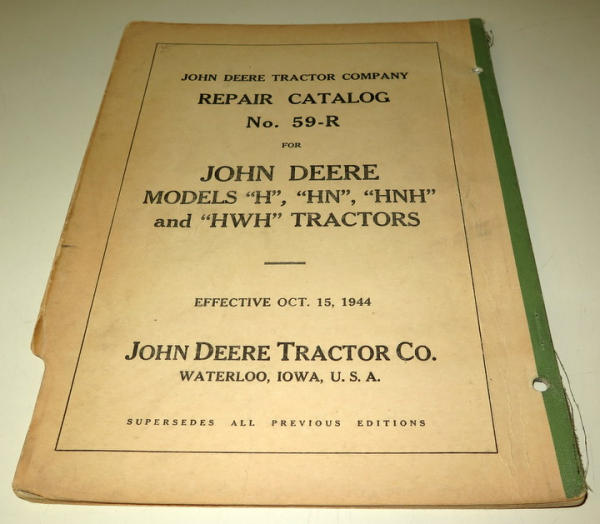 JOHN DEERE TRACTOR COMPANY
REPAIR CATALOG
No. 59-R
FOR
JOHN DEERE
MODELS "H", "HN", "HNH"
and "HWH" TRACTORS
EFFECTIVE OCT. 15, 1944
JOHN DEERE TRACTOR CO.
WATERLOO, IOWA, U. S. A.
SUPERSEDES ALL PREVIOUS EDITIONS